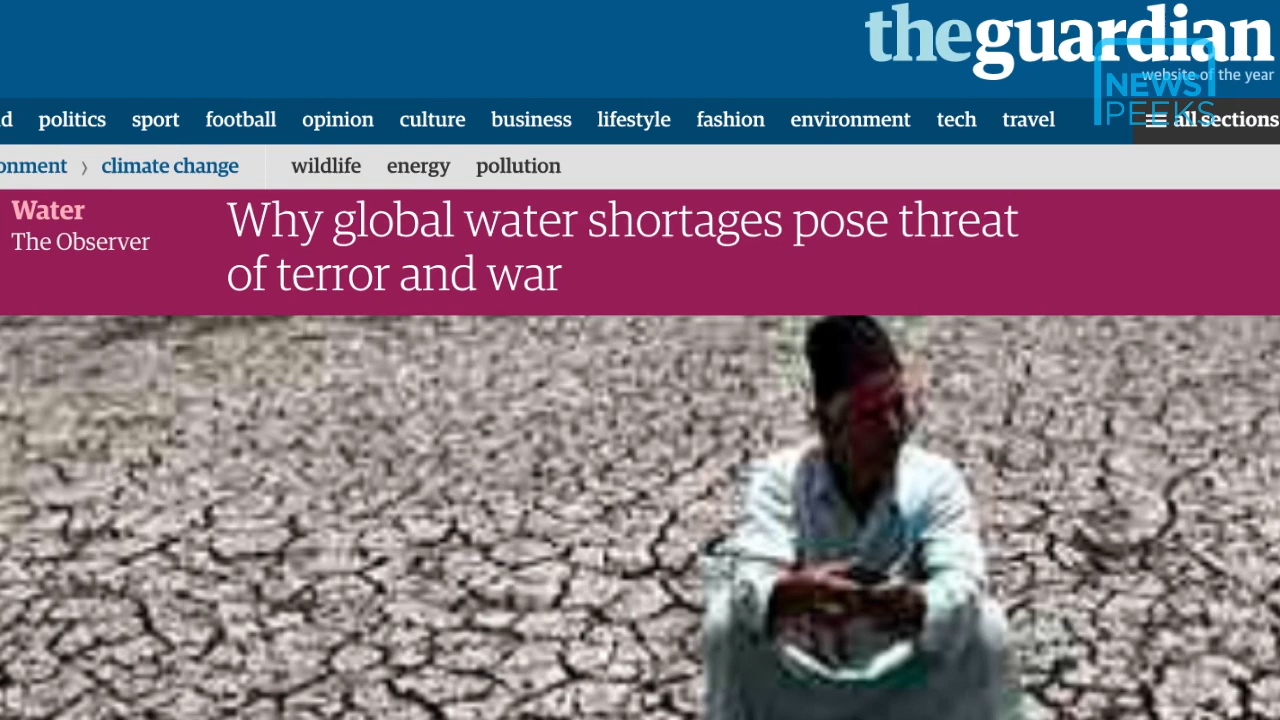 theguardian
website of the year
NEWS
PEEKS
d politics sport football opinion culture business lifestyle fashion environment tech travel all sections
onment › climate change wildlife energy pollution
Water
The Observer
Why global water shortages pose threat
of terror and war